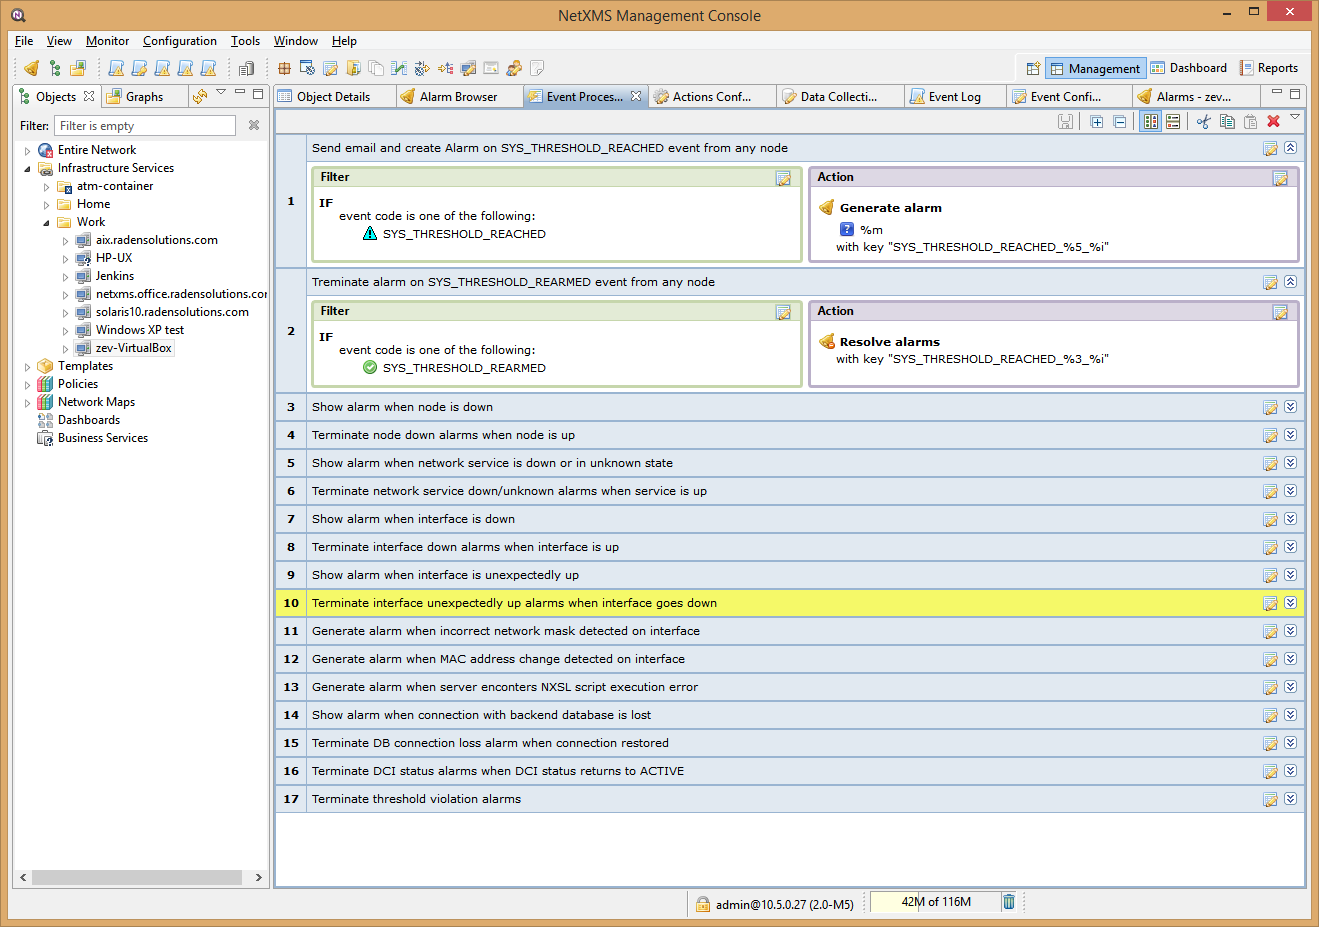 NetXMS Management Console
File View Monitor Configuration Tools Window Help
Management Dashboard Reports
Objects Graphs
Object Details Alarm Browser Event Proces... Actions Conf... Data Collecti... Event Log Event Confi... Alarms - zev...
Filter: Filter is empty
Entire Network
Infrastructure Services
atm-container
Home
Work
aix.radensolutions.com
HP-UX
Jenkins
netxms.office.radensolutions.cor
solaris10.radensolutions.com
Windows XP test
zev-VirtualBox
Templates
Policies
Network Maps
Dashboards
Business Services
1 Send email and create Alarm on SYS_THRESHOLD_REACHED event from any node
Filter
IF
event code is one of the following:
SYS_THRESHOLD_REACHED
Action
Generate alarm
? %m
with key "SYS_THRESHOLD_REACHED_%5_%i"
2 Treminate alarm on SYS_THRESHOLD_REARMED event from any node
Filter
IF
event code is one of the following:
SYS_THRESHOLD_REARMED
Action
Resolve alarms
with key "SYS_THRESHOLD_REACHED_%3_%i"
3 Show alarm when node is down
4 Terminate node down alarms when node is up
5 Show alarm when network service is down or in unknown state
6 Terminate network service down/unknown alarms when service is up
7 Show alarm when interface is down
8 Terminate interface down alarms when interface is up
9 Show alarm when interface is unexpectedly up
10 Terminate interface unexpectedly up alarms when interface goes down
11 Generate alarm when incorrect network mask detected on interface
12 Generate alarm when MAC address change detected on interface
13 Generate alarm when server enconters NXSL script execution error
14 Show alarm when connection with backend database is lost
15 Terminate DB connection loss alarm when connection restored
16 Terminate DCI status alarms when DCI status returns to ACTIVE
17 Terminate threshold violation alarms
admin@10.5.0.27 (2.0-M5) 42M of 116M